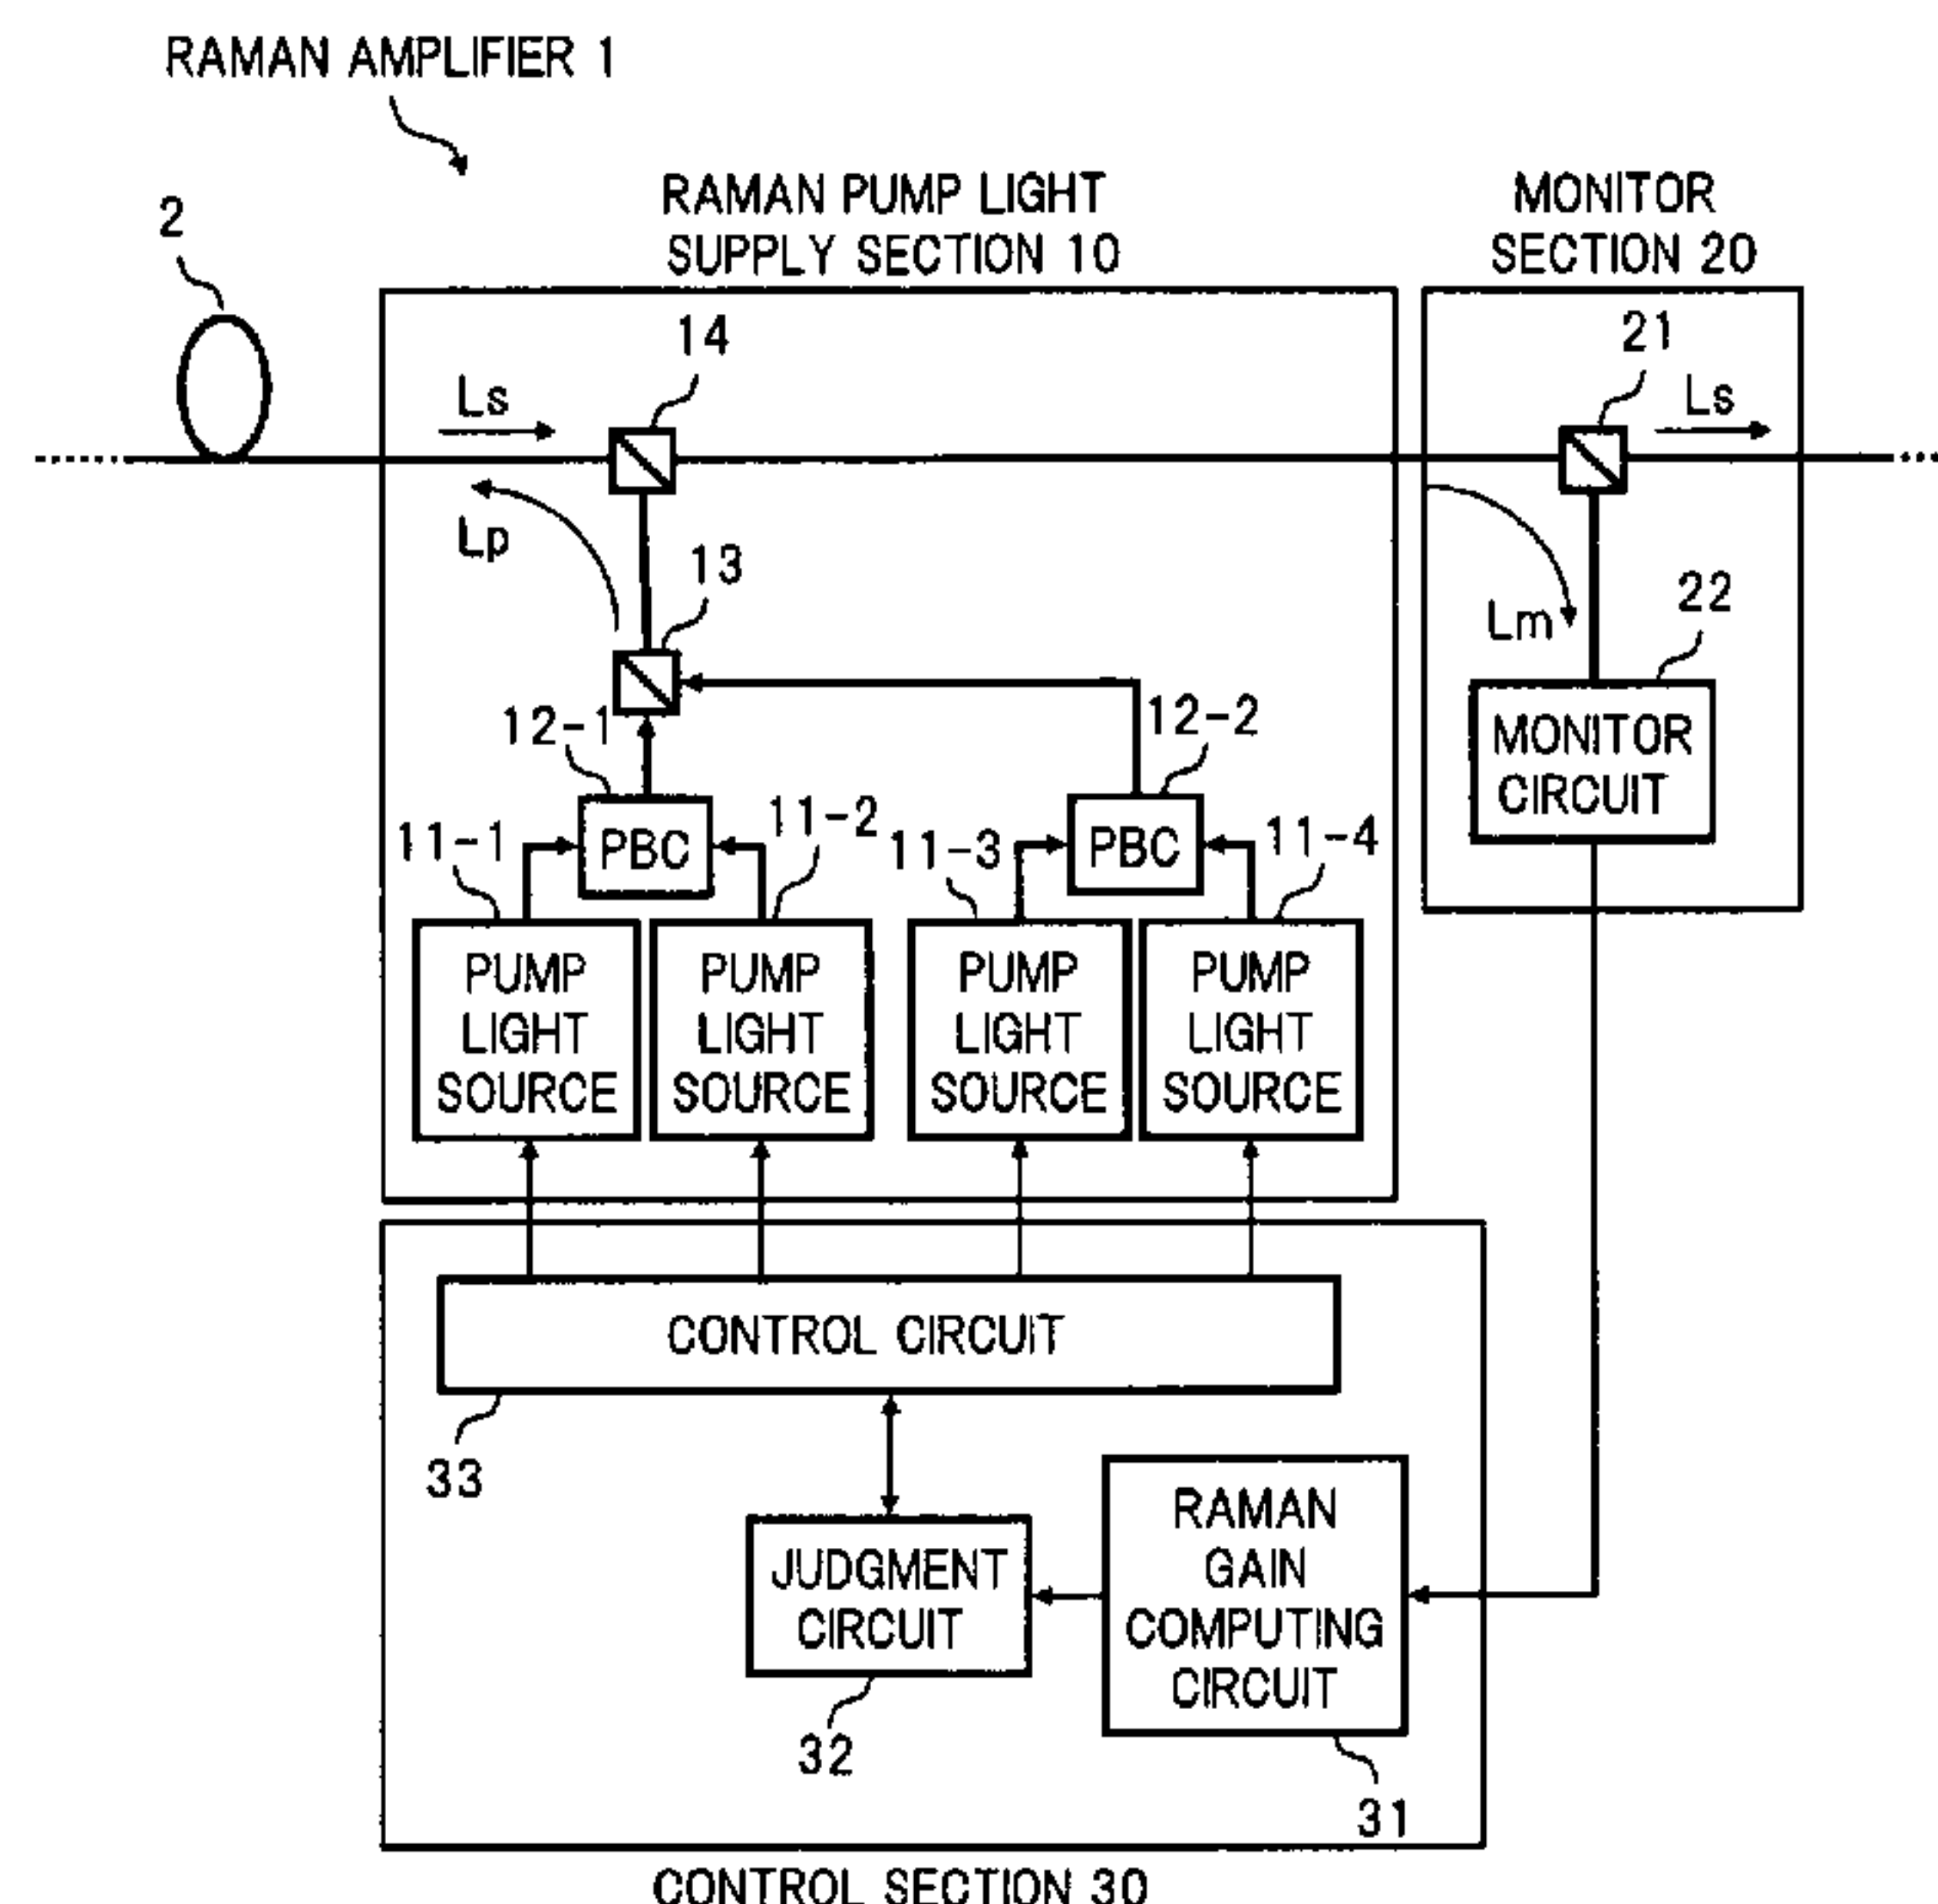 RAMAN AMPLIFIER 1
RAMAN PUMP LIGHT
SUPPLY SECTION 10
MONITOR
SECTION 20
2
14
21
Ls
Ls
Lp
13
Lm
22
MONITOR
CIRCUIT
12-1
12-2
11-1
PBC
11-2
11-3
PBC
11-4
PUMP
LIGHT
SOURCE
PUMP
LIGHT
SOURCE
PUMP
LIGHT
SOURCE
PUMP
LIGHT
SOURCE
CONTROL CIRCUIT
33
JUDGMENT
CIRCUIT
32
RAMAN
GAIN
COMPUTING
CIRCUIT
31
CONTROL SECTION 30